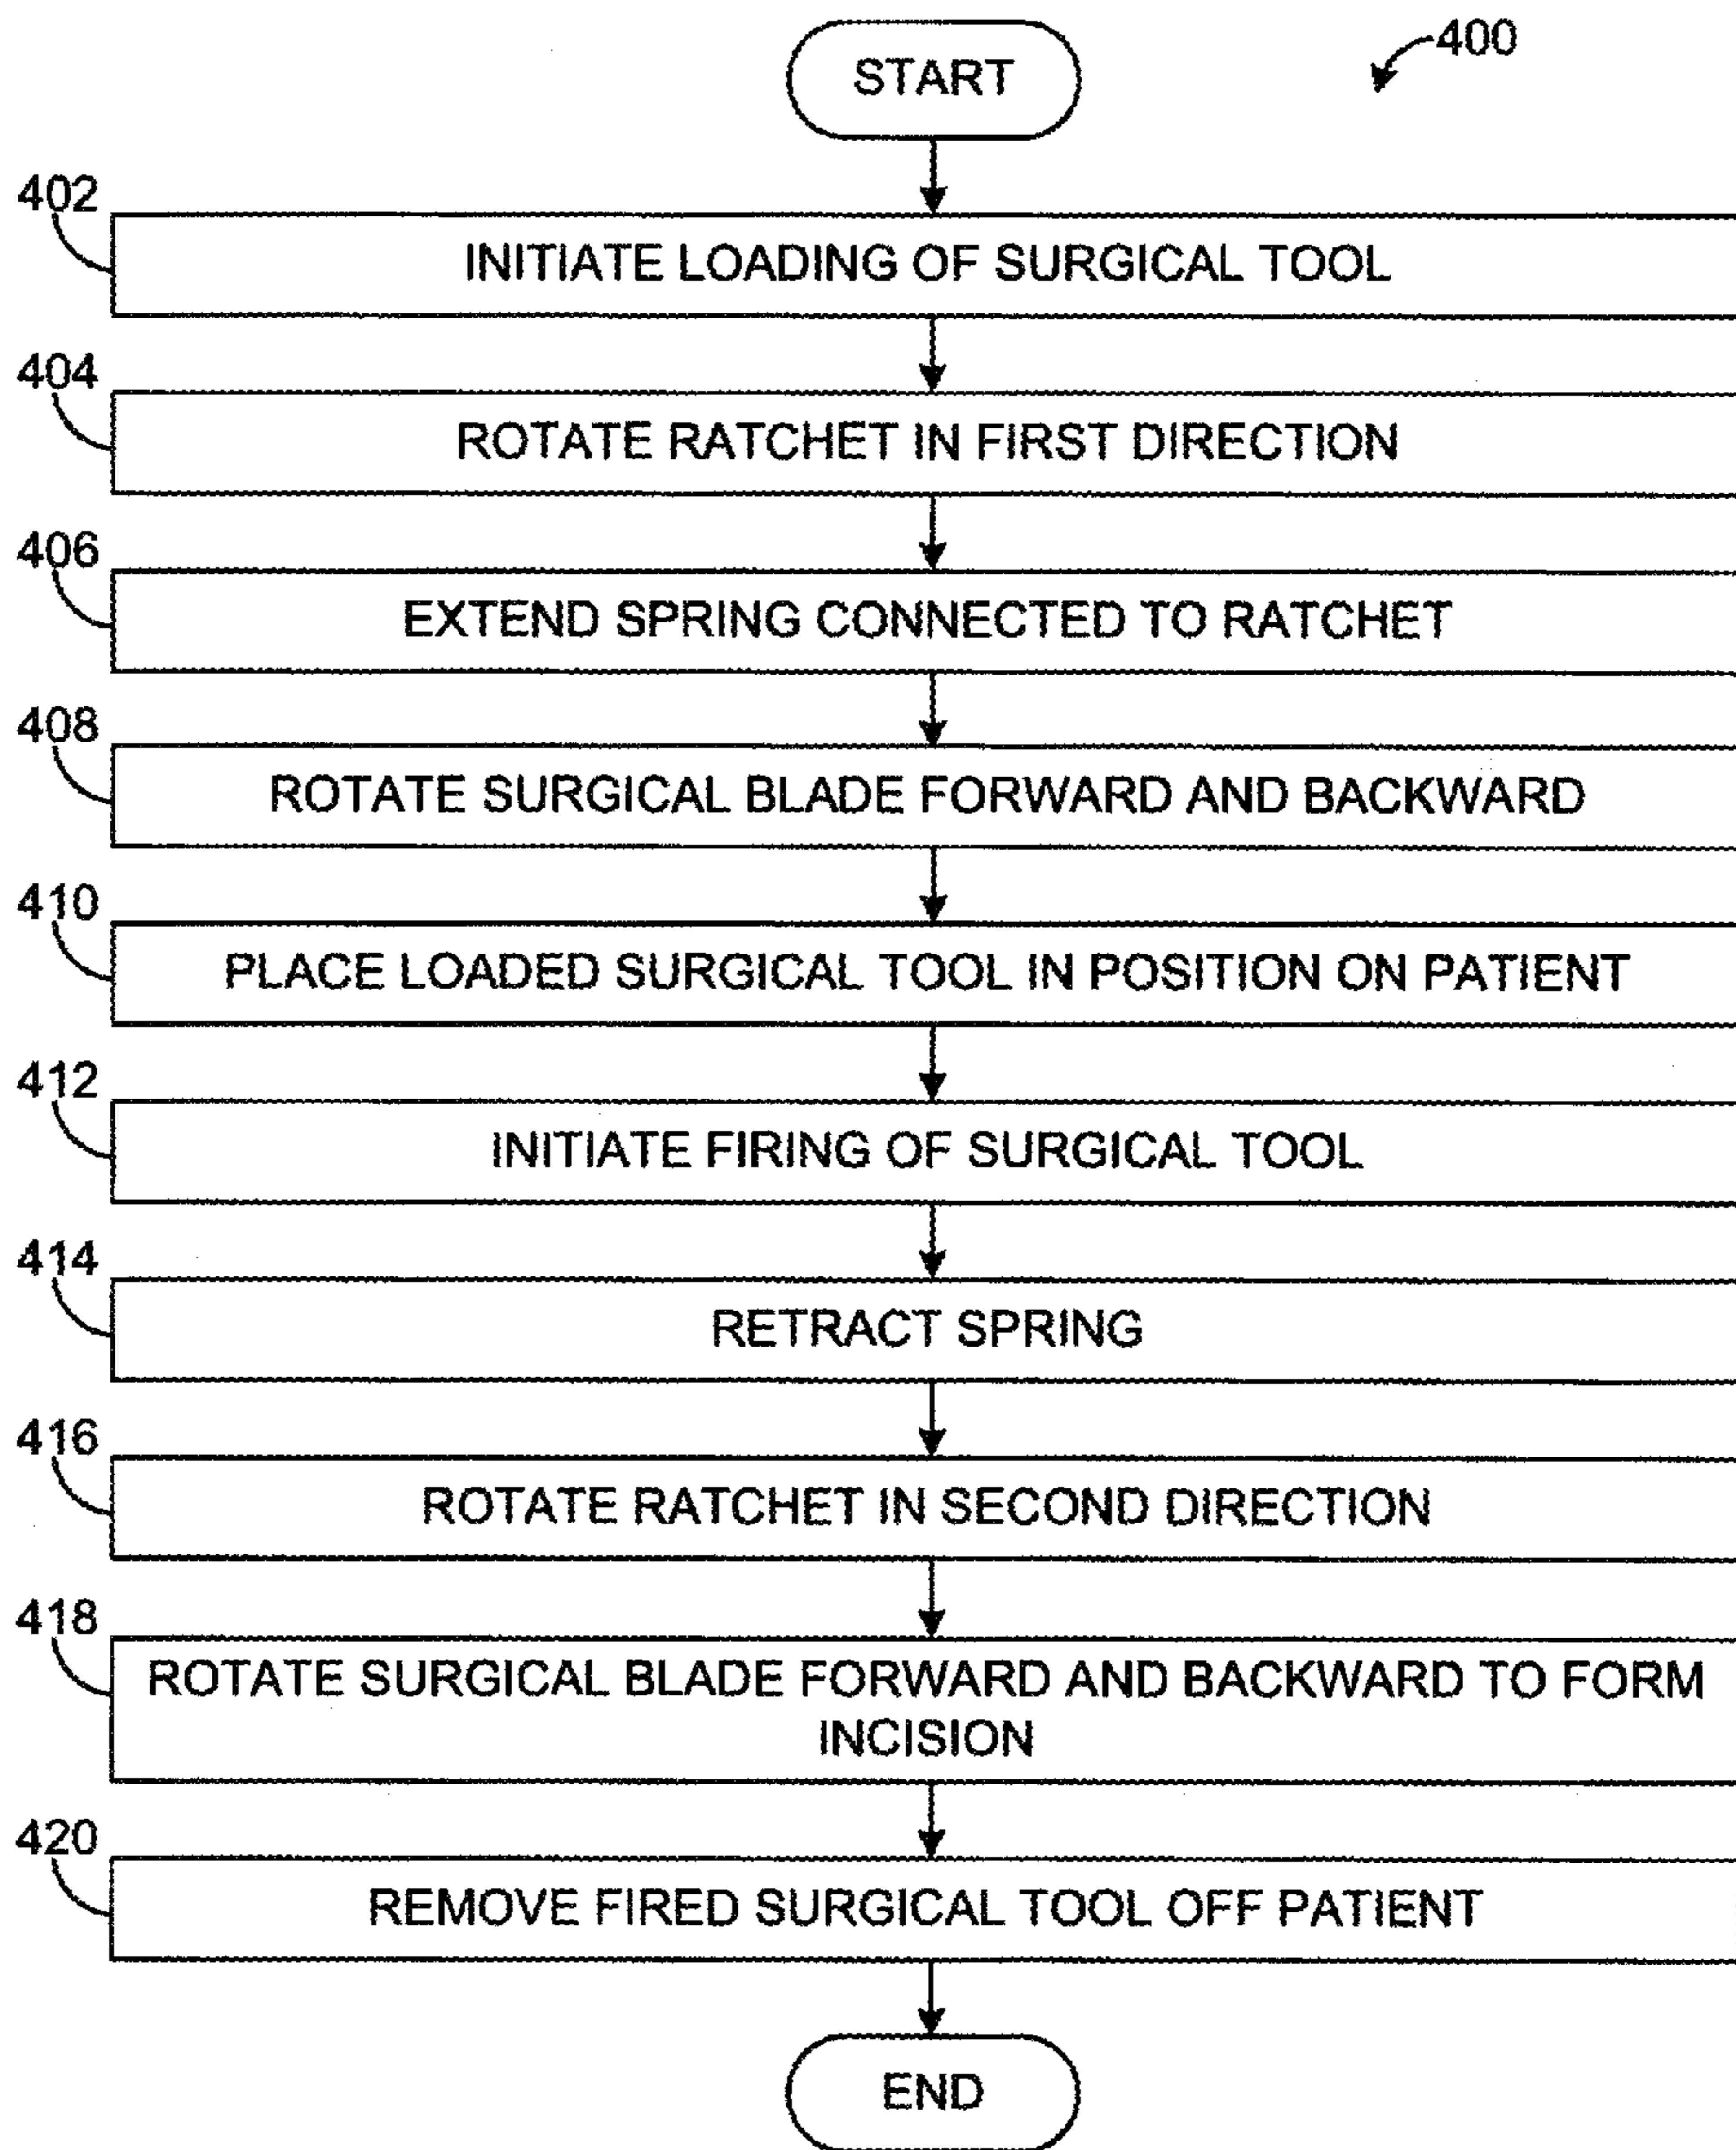 START
400
402
INITIATE LOADING OF SURGICAL TOOL
404
ROTATE RATCHET IN FIRST DIRECTION
406
EXTEND SPRING CONNECTED TO RATCHET
408
ROTATE SURGICAL BLADE FORWARD AND BACKWARD
410
PLACE LOADED SURGICAL TOOL IN POSITION ON PATIENT
412
INITIATE FIRING OF SURGICAL TOOL
414
RETRACT SPRING
416
ROTATE RATCHET IN SECOND DIRECTION
418
ROTATE SURGICAL BLADE FORWARD AND BACKWARD TO FORM
INCISION
420
REMOVE FIRED SURGICAL TOOL OFF PATIENT
END